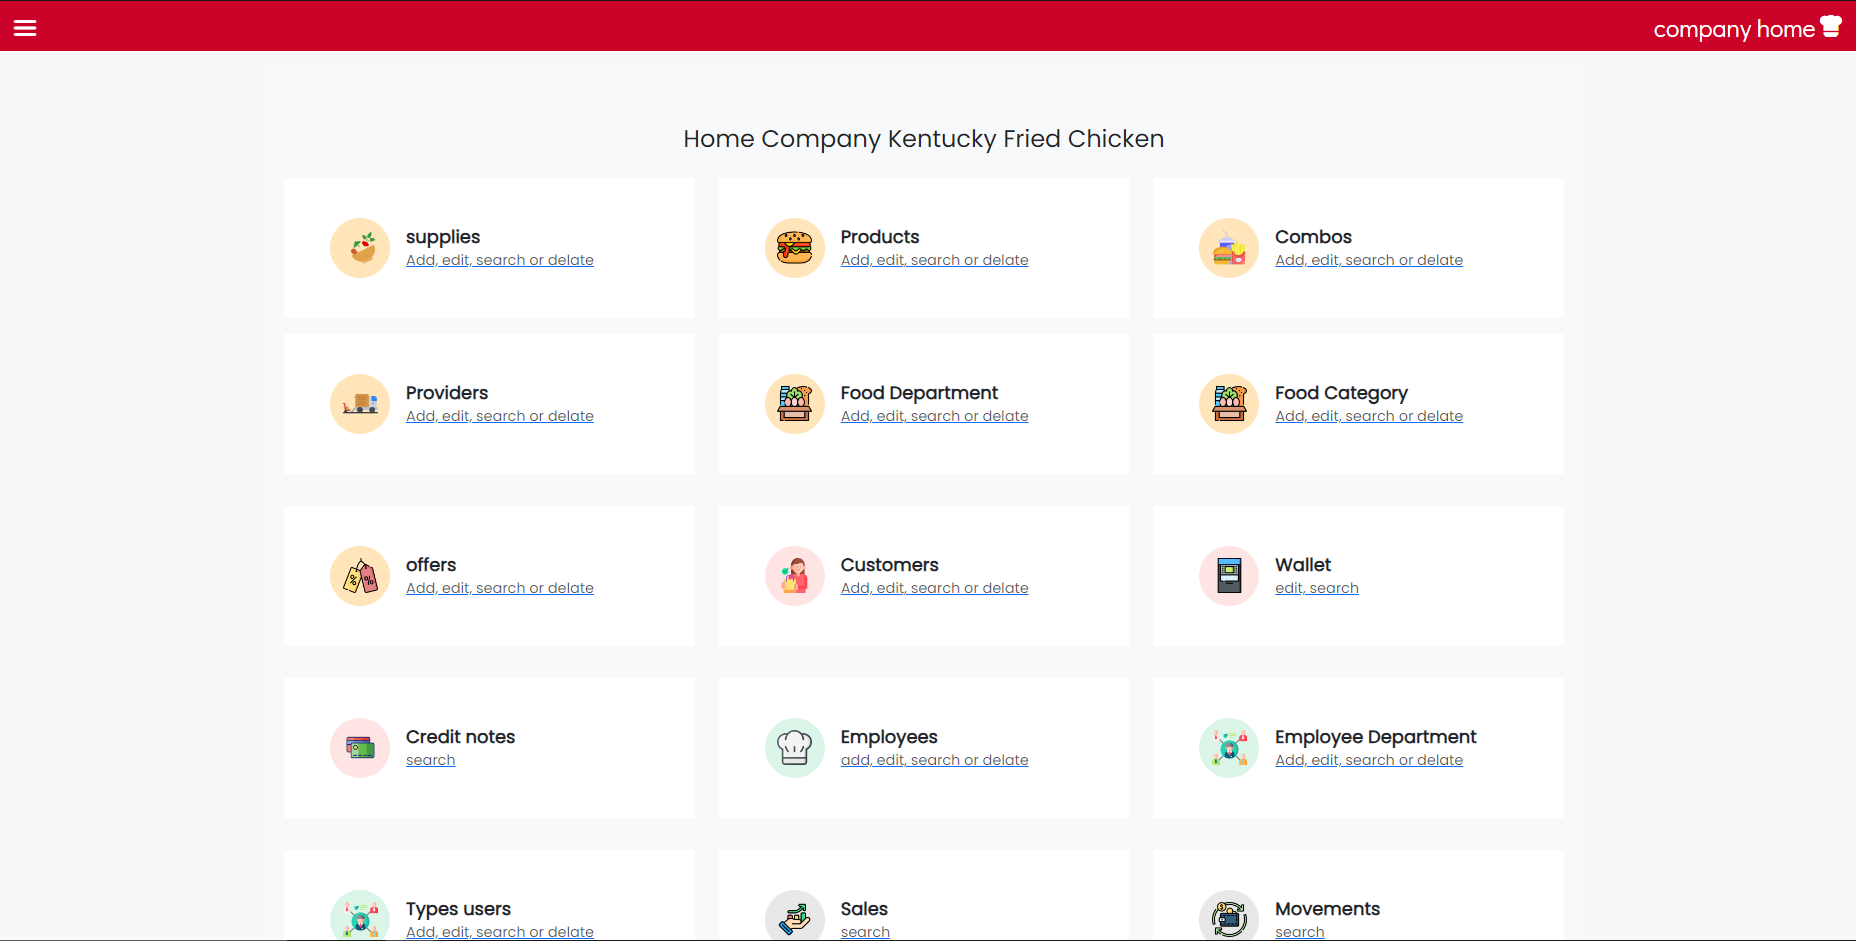 company home
Home Company Kentucky Fried Chicken
supplies
Add, edit, search or delate
Products
Add, edit, search or delate
Combos
Add, edit, search or delate
Providers
Add, edit, search or delate
Food Department
Add, edit, search or delate
Food Category
Add, edit, search or delate
offers
Add, edit, search or delate
Customers
Add, edit, search or delate
Wallet
edit, search
Credit notes
search
Employees
add, edit, search or delate
Employee Department
Add, edit, search or delate
Types users
Add, edit, search or delate
Sales
search
Movements
search